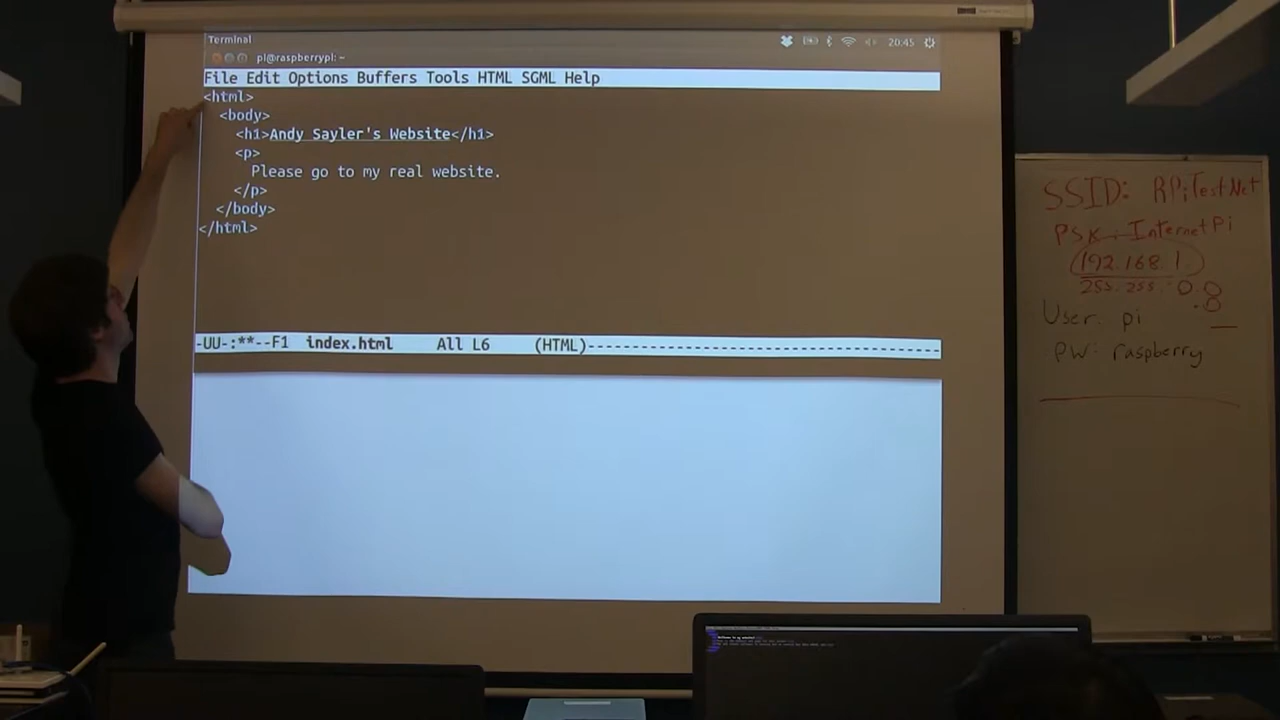 Terminal
20:45
pi@raspberrypi: ~
File Edit Options Buffers Tools HTML SGML Help
<html>
<body>
<h1>Andy Sayler's Website</h1>
<p>
Please go to my real website.
</p>
</body>
</html>
-UU-:**--F1 index.html All L6 (HTML)----------------------------------------
SSID: RPiTestNet
PSK: InternetPi
192.168.1.
255.255.0.0
.8
User: pi
PW: raspberry